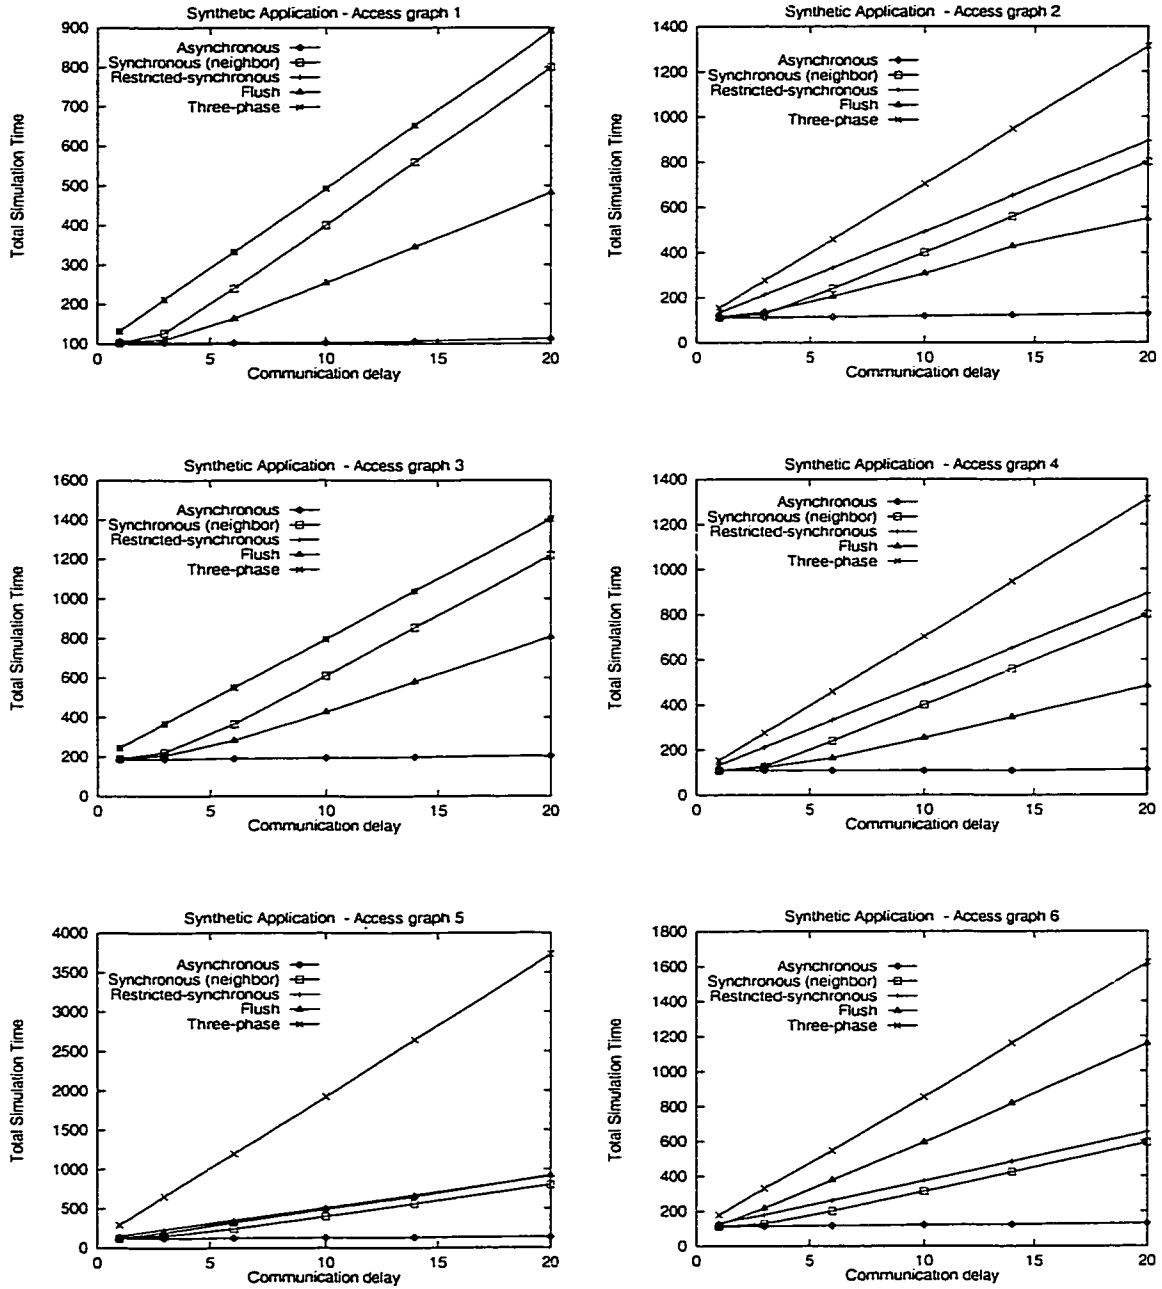 Synthetic Application - Access graph 1
900
800
700
600
500
400
300
200
100
0
5
10
15
20
Total Simulation Time
Communication delay
Asynchronous
Synchronous (neighbor)
Restricted-synchronous
Flush
Three-phase
Synthetic Application - Access graph 2
1400
1200
1000
800
600
400
200
0
0
5
10
15
20
Total Simulation Time
Communication delay
Asynchronous
Synchronous (neighbor)
Restricted-synchronous
Flush
Three-phase
Synthetic Application - Access graph 3
1600
1400
1200
1000
800
600
400
200
0
0
5
10
15
20
Total Simulation Time
Communication delay
Asynchronous
Synchronous (neighbor)
Restricted-synchronous
Flush
Three-phase
Synthetic Application - Access graph 4
1400
1200
1000
800
600
400
200
0
0
5
10
15
20
Total Simulation Time
Communication delay
Asynchronous
Synchronous (neighbor)
Restricted-synchronous
Flush
Three-phase
Synthetic Application - Access graph 5
4000
3500
3000
2500
2000
1500
1000
500
0
0
5
10
15
20
Total Simulation Time
Communication delay
Asynchronous
Synchronous (neighbor)
Restricted-synchronous
Flush
Three-phase
Synthetic Application - Access graph 6
1800
1600
1400
1200
1000
800
600
400
200
0
0
5
10
15
20
Total Simulation Time
Communication delay
Asynchronous
Synchronous (neighbor)
Restricted-synchronous
Flush
Three-phase